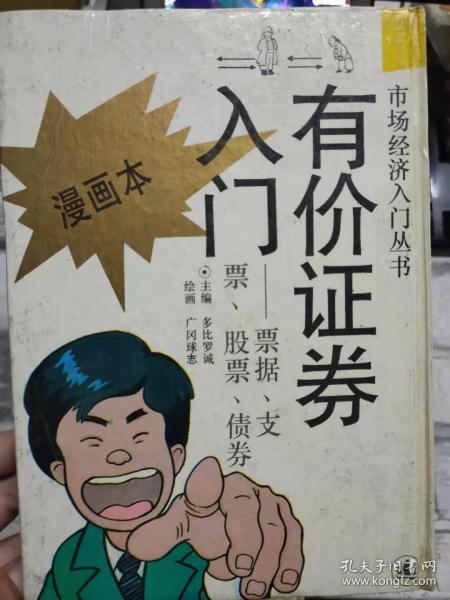 市场经济入门丛书
有价证券
入门
——票据、支
票、股票、债券
主编 多比罗诚
绘画 广冈球志
漫画本
孔夫子旧书网
www.kongfz.com